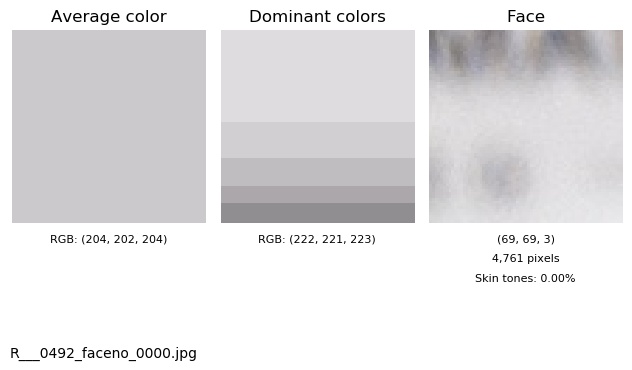 Average color
Dominant colors
Face
RGB: (204, 202, 204)
RGB: (222, 221, 223)
(69, 69, 3)
4,761 pixels
Skin tones: 0.00%
R___0492_faceno_0000.jpg